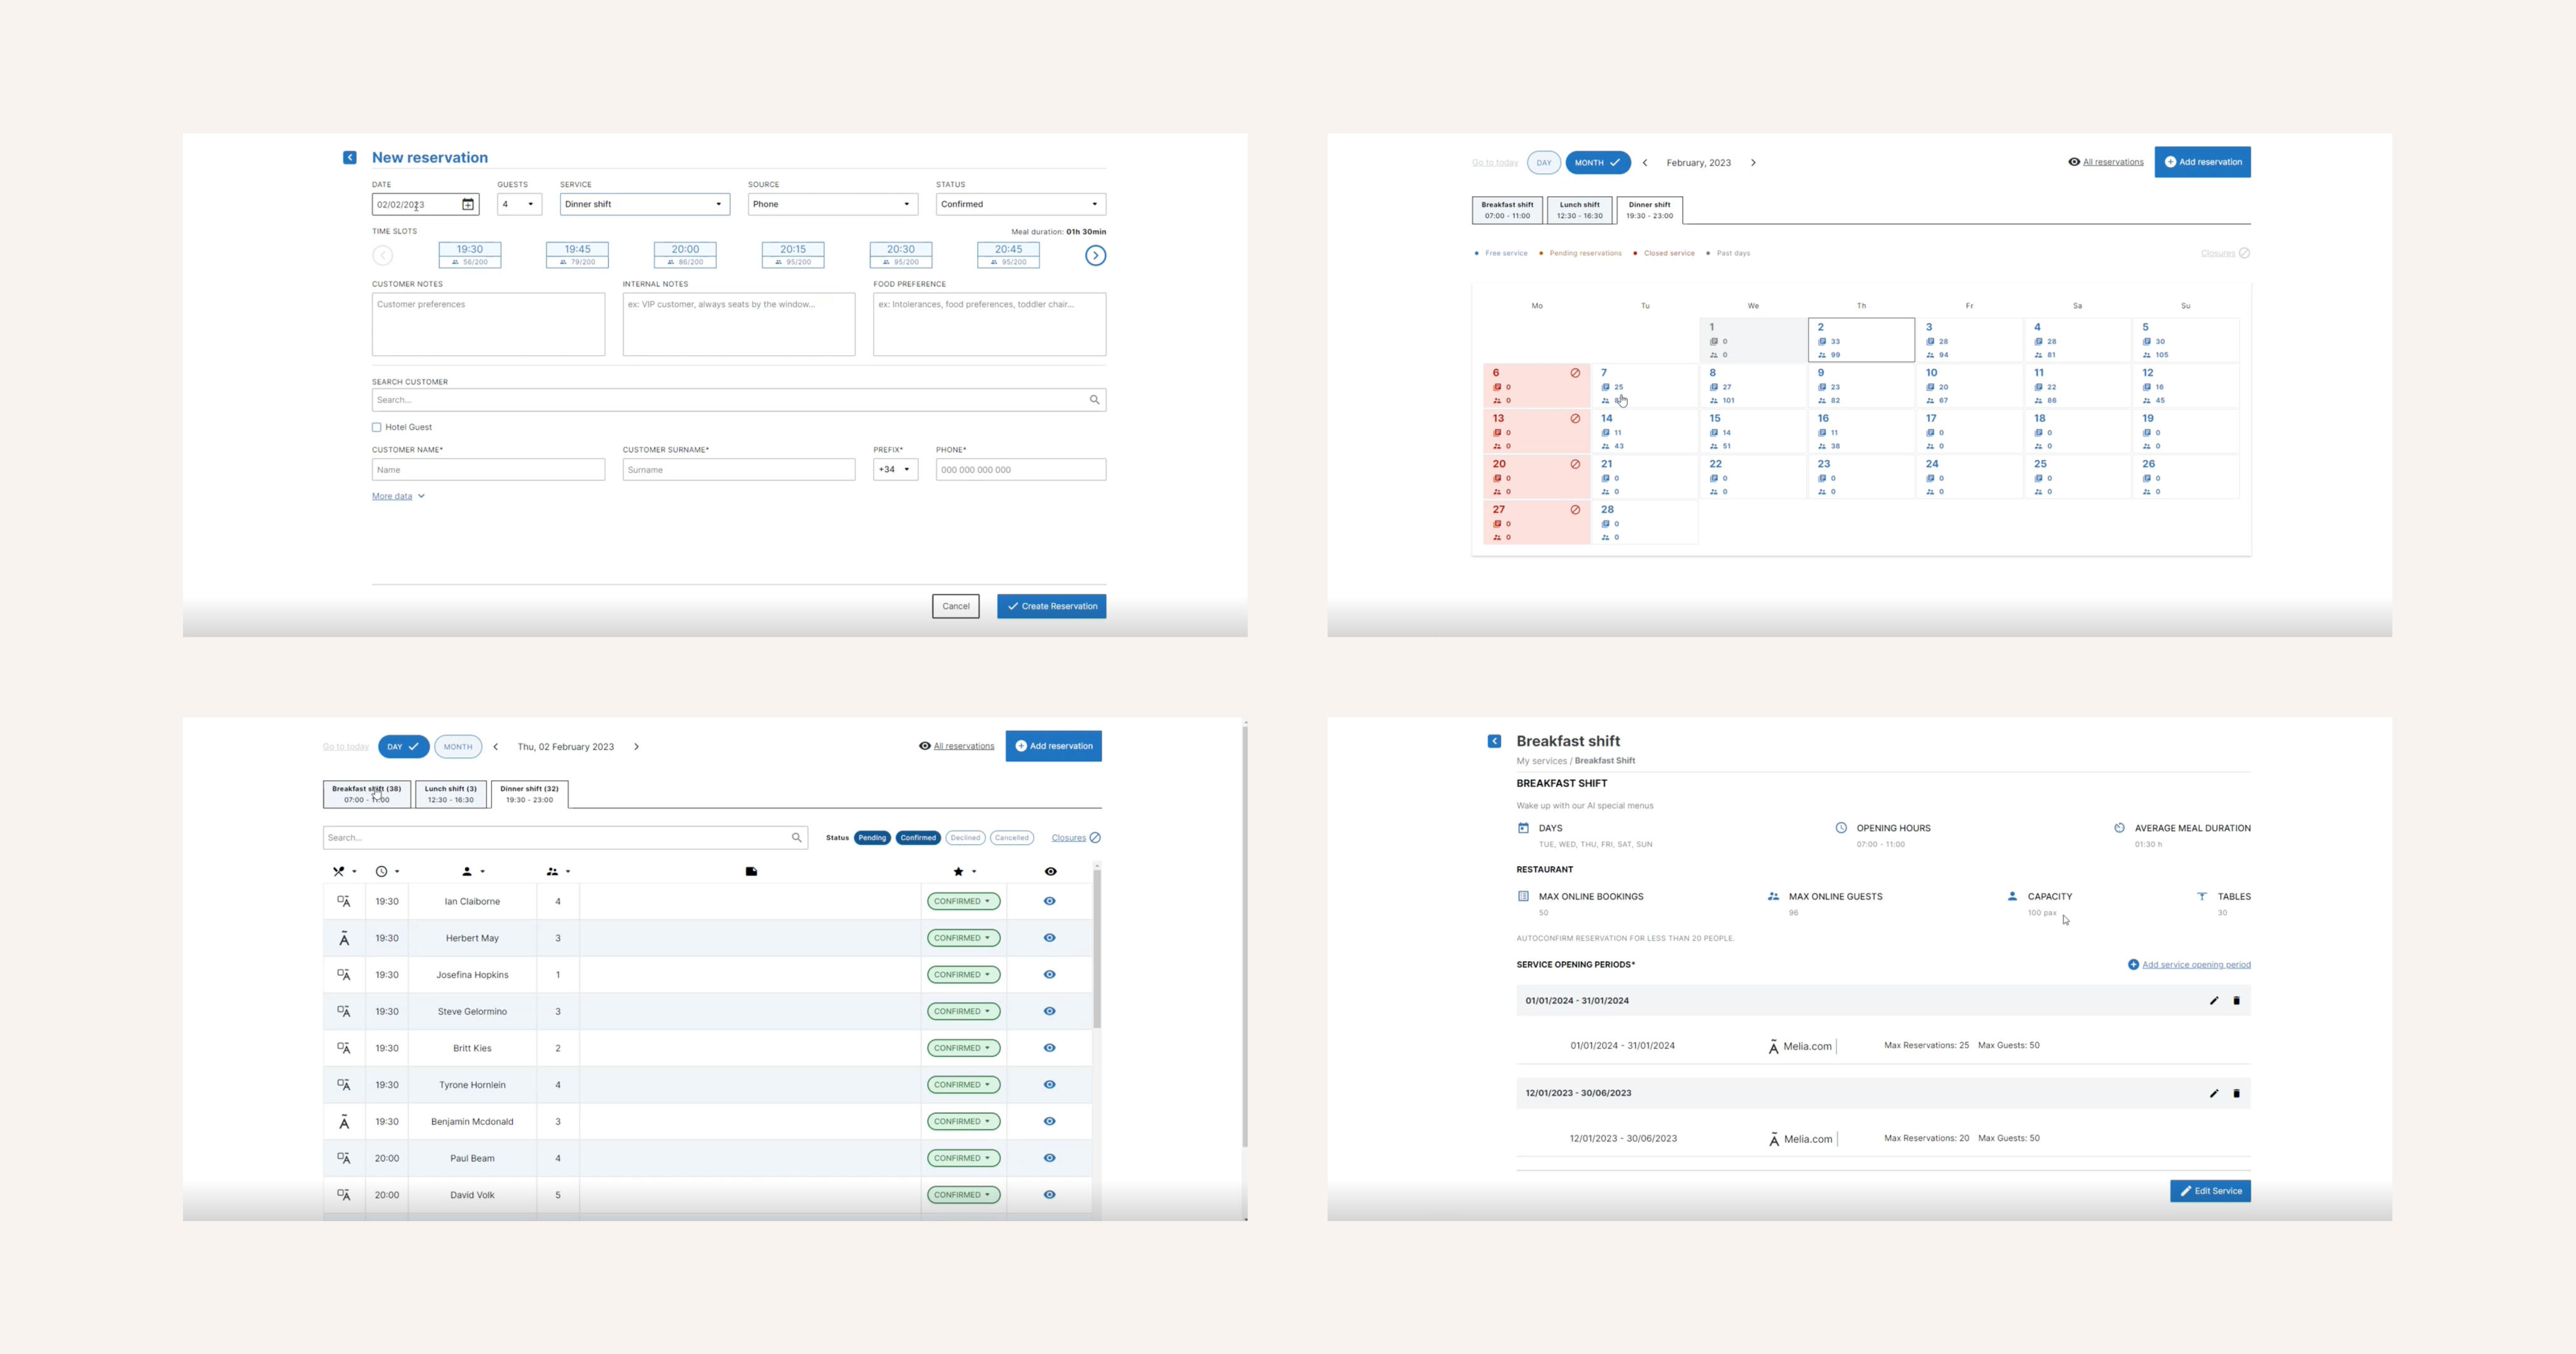 New reservation
DATE GUESTS SERVICE SOURCE STATUS
02/02/2023 4 Dinner shift Phone Confirmed
TIME SLOTS Meal duration: 01h 30min
19:30 19:45 20:00 20:15 20:30 20:45
56/200 79/200 86/200 95/200 95/200 95/200
CUSTOMER NOTES INTERNAL NOTES FOOD PREFERENCE
Customer preferences ex: VIP customer, always seats by the window... ex: Intolerances, food preferences, toddler chair...
SEARCH CUSTOMER
Search...
Hotel Guest
CUSTOMER NAME* CUSTOMER SURNAME* PREFIX* PHONE*
Name Surname +34 000 000 000 000
More data
Cancel Create Reservation
Go to today DAY MONTH February, 2023 All reservations Add reservation
Breakfast shift Lunch shift Dinner shift
07:00 - 11:00 12:30 - 16:30 19:30 - 23:00
Free service Pending reservations Closed service Past days Closures
Mo Tu We Th Fr Sa Su
1 2 3 4 5
0 33 28 28 30
0 99 94 81 105
6 7 8 9 10 11 12
0 25 27 23 20 22 16
0 101 82 67 86 45
13 14 15 16 17 18 19
0 11 14 11 0 0 0
0 43 51 38 0 0 0
20 21 22 23 24 25 26
0 0 0 0 0 0 0
0 0 0 0 0 0 0
27 28
0 0
0 0
Go to today DAY MONTH Thu, 02 February 2023 All reservations Add reservation
Breakfast shift (38) Lunch shift (3) Dinner shift (32)
07:00 - 11:00 12:30 - 16:30 19:30 - 23:00
Search... Status Pending Confirmed Declined Cancelled Closures
19:30 Ian Claiborne 4 CONFIRMED
19:30 Herbert May 3 CONFIRMED
19:30 Josefina Hopkins 1 CONFIRMED
19:30 Steve Gelormino 3 CONFIRMED
19:30 Britt Kies 2 CONFIRMED
19:30 Tyrone Hornlein 4 CONFIRMED
19:30 Benjamin Mcdonald 3 CONFIRMED
20:00 Paul Beam 4 CONFIRMED
20:00 David Volk 5 CONFIRMED
Breakfast shift
My services / Breakfast Shift
BREAKFAST SHIFT
Wake up with our AI special menus
DAYS OPENING HOURS AVERAGE MEAL DURATION
TUE, WED, THU, FRI, SAT, SUN 07:00 - 11:00 01:30 h
RESTAURANT
MAX ONLINE BOOKINGS MAX ONLINE GUESTS CAPACITY TABLES
50 96 100 pax 30
AUTOCONFIRM RESERVATION FOR LESS THAN 20 PEOPLE.
SERVICE OPENING PERIODS* Add service opening period
01/01/2024 - 31/01/2024
01/01/2024 - 31/01/2024 Melia.com Max Reservations: 25 Max Guests: 50
12/01/2023 - 30/06/2023
12/01/2023 - 30/06/2023 Melia.com Max Reservations: 20 Max Guests: 50
Edit Service